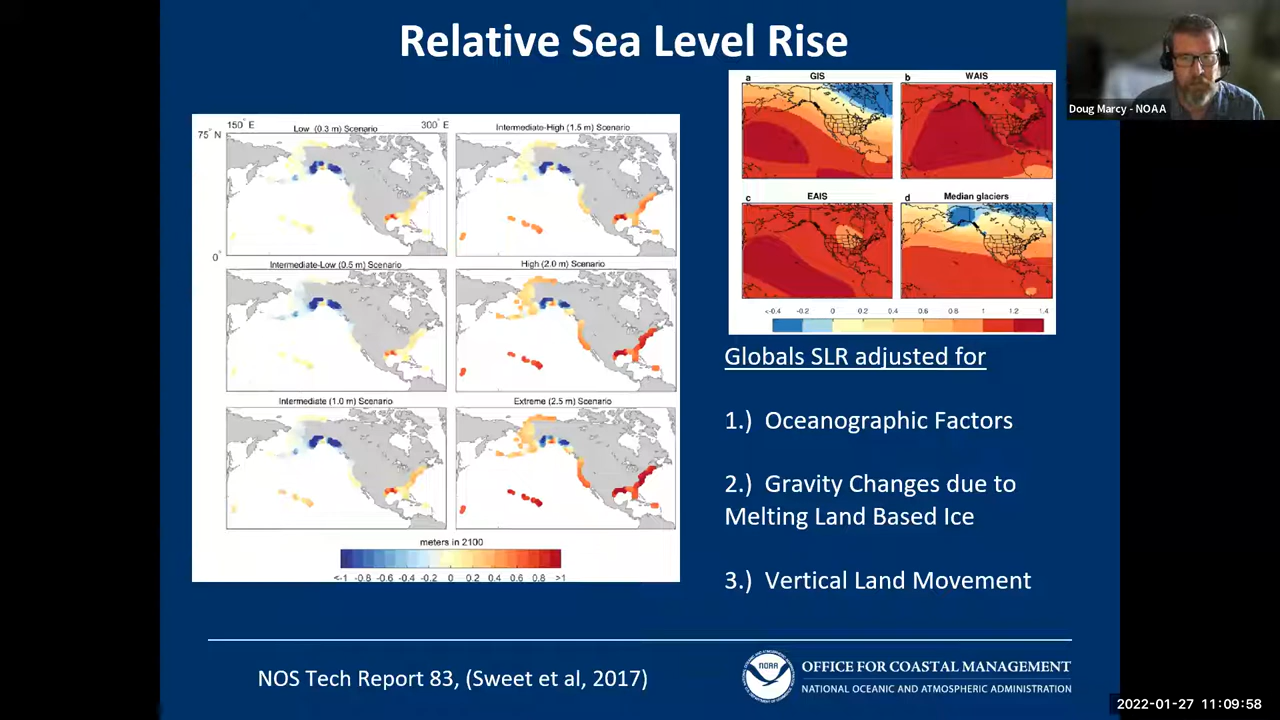 Relative Sea Level Rise
Doug Marcy - NOAA
150° E
300° E
75° N
0°
Low (0.3 m) Scenario
Intermediate-High (1.5 m) Scenario
Intermediate-Low (0.5 m) Scenario
High (2.0 m) Scenario
Intermediate (1.0 m) Scenario
Extreme (2.5 m) Scenario
meters in 2100
<-1 -0.8 -0.6 -0.4 -0.2 0 0.2 0.4 0.6 0.8 >1
a GIS
b WAIS
c EAIS
d Median glaciers
<-0.4 -0.2 0 0.2 0.4 0.6 0.8 1 1.2 1.4
Globals SLR adjusted for
1.) Oceanographic Factors
2.) Gravity Changes due to
Melting Land Based Ice
3.) Vertical Land Movement
NOS Tech Report 83, (Sweet et al, 2017)
NOAA
OFFICE FOR COASTAL MANAGEMENT
NATIONAL OCEANIC AND ATMOSPHERIC ADMINISTRATION
2022-01-27 11:09:58